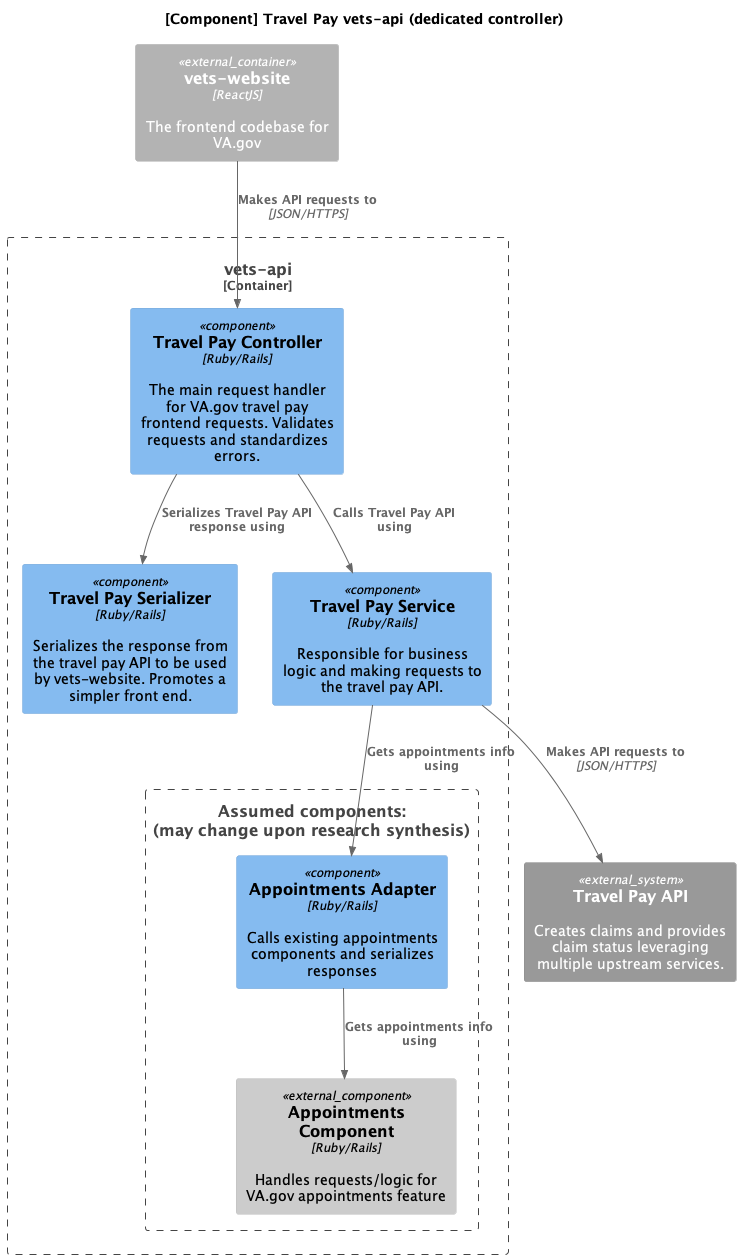 [Component] Travel Pay vets-api (dedicated controller)
«external_container»
vets-website
[ReactJS]
The frontend codebase for
VA.gov
Makes API requests to
[JSON/HTTPS]
vets-api
[Container]
«component»
Travel Pay Controller
[Ruby/Rails]
The main request handler
for VA.gov travel pay
frontend requests. Validates
requests and standardizes
errors.
Serializes Travel Pay API
response using
Calls Travel Pay API
using
«component»
Travel Pay Serializer
[Ruby/Rails]
Serializes the response from
the travel pay API to be used
by vets-website. Promotes a
simpler front end.
«component»
Travel Pay Service
[Ruby/Rails]
Responsible for business
logic and making requests to
the travel pay API.
Gets appointments info
using
Makes API requests to
[JSON/HTTPS]
Assumed components:
(may change upon research synthesis)
«component»
Appointments Adapter
[Ruby/Rails]
Calls existing appointments
components and serializes
responses
«external_system»
Travel Pay API
Creates claims and provides
claim status leveraging
multiple upstream services.
Gets appointments info
using
«external_component»
Appointments
Component
[Ruby/Rails]
Handles requests/logic for
VA.gov appointments feature